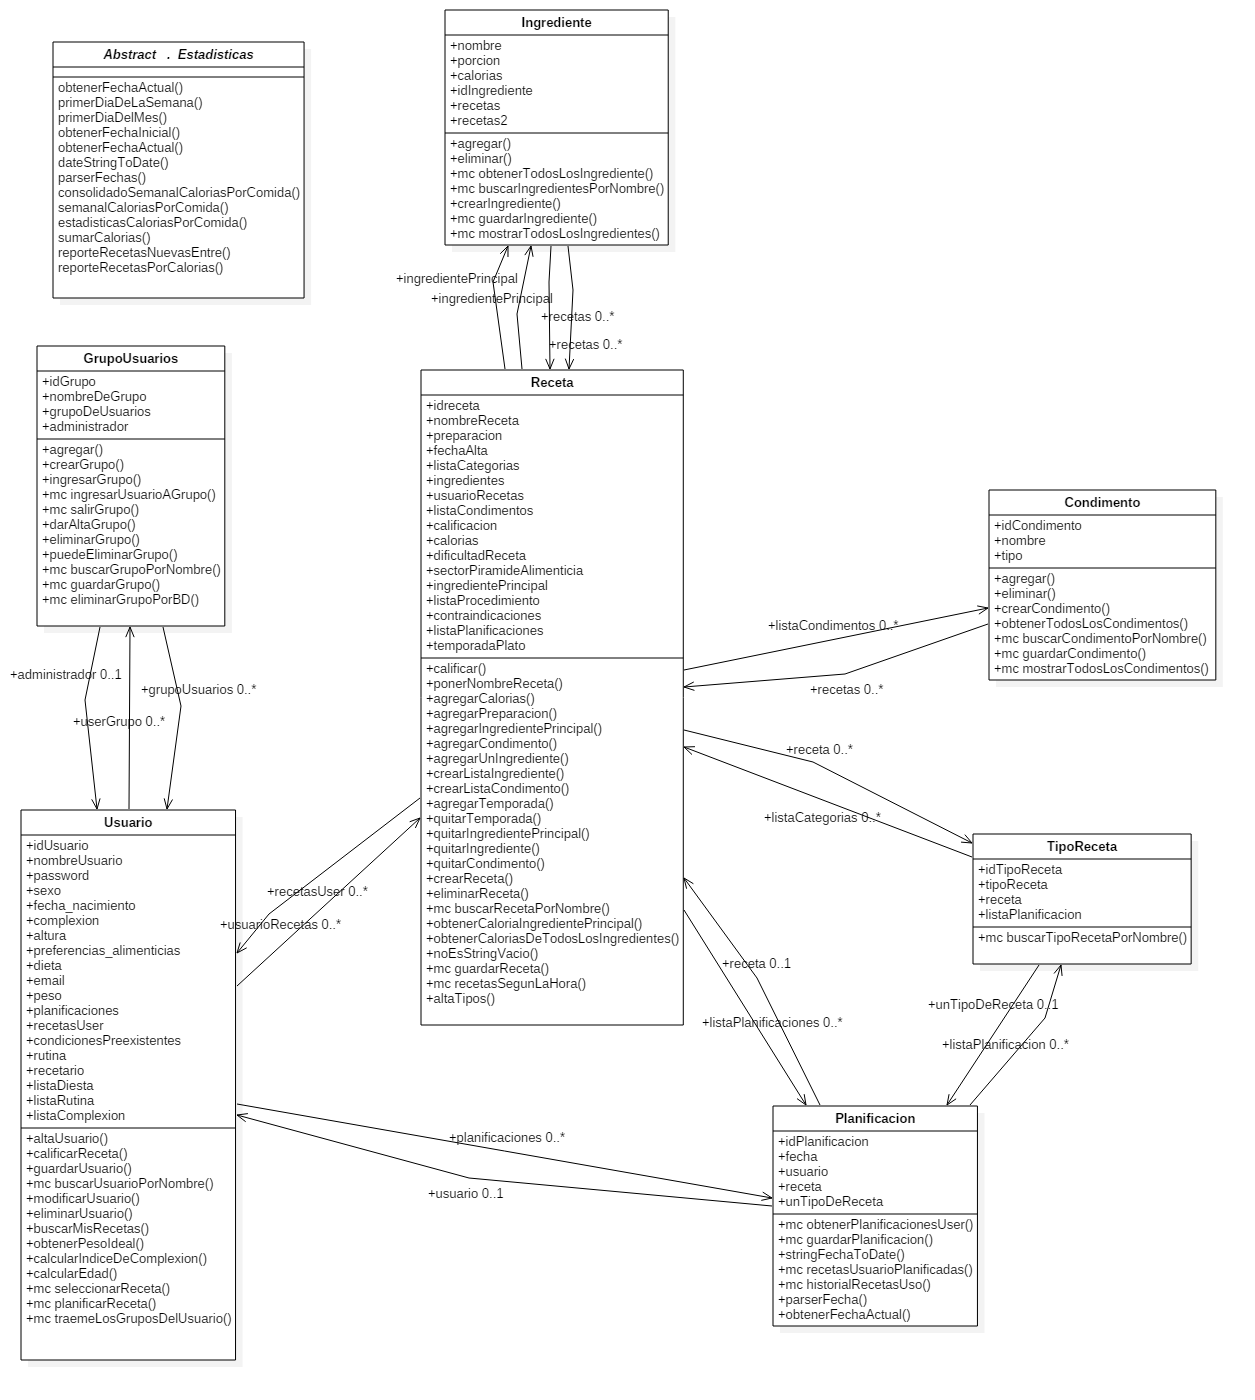 Abstract . Estadisticas
obtenerFechaActual()
primerDiaDeLaSemana()
primerDiaDelMes()
obtenerFechaInicial()
obtenerFechaActual()
dateStringToDate()
parserFechas()
consolidadoSemanalCaloriasPorComida()
semanalCaloriasPorComida()
estadisticasCaloriasPorComida()
sumarCalorias()
reporteRecetasNuevasEntre()
reporteRecetasPorCalorias()
Ingrediente
+nombre
+porcion
+calorias
+idIngrediente
+recetas
+recetas2
+agregar()
+eliminar()
+mc obtenerTodosLosIngrediente()
+mc buscarIngredientesPorNombre()
+crearIngrediente()
+mc guardarIngrediente()
+mc mostrarTodosLosIngredientes()
+ingredientePrincipal
+ingredientePrincipal
+recetas 0..*
+recetas 0..*
GrupoUsuarios
+idGrupo
+nombreDeGrupo
+grupoDeUsuarios
+administrador
+agregar()
+crearGrupo()
+ingresarGrupo()
+mc ingresarUsuarioAGrupo()
+mc salirGrupo()
+darAltaGrupo()
+eliminarGrupo()
+puedeEliminarGrupo()
+mc buscarGrupoPorNombre()
+mc guardarGrupo()
+mc eliminarGrupoPorBD()
+administrador 0..1
+grupoUsuarios 0..*
+userGrupo 0..*
Receta
+idreceta
+nombreReceta
+preparacion
+fechaAlta
+listaCategorias
+ingredientes
+usuarioRecetas
+listaCondimentos
+calificacion
+calorias
+dificultadReceta
+sectorPiramideAlimenticia
+ingredientePrincipal
+listaProcedimiento
+contraindicaciones
+listaPlanificaciones
+temporadaPlato
+calificar()
+ponerNombreReceta()
+agregarCalorias()
+agregarPreparacion()
+agregarIngredientePrincipal()
+agregarCondimento()
+agregarUnIngrediente()
+crearListaIngrediente()
+crearListaCondimento()
+agregarTemporada()
+quitarTemporada()
+quitarIngredientePrincipal()
+quitarIngrediente()
+quitarCondimento()
+crearReceta()
+eliminarReceta()
+mc buscarRecetaPorNombre()
+obtenerCaloriaIngredientePrincipal()
+obtenerCaloriasDeTodosLosIngredientes()
+noEsStringVacio()
+mc guardarReceta()
+mc recetasSegunLaHora()
+altaTipos()
Condimento
+idCondimento
+nombre
+tipo
+agregar()
+eliminar()
+crearCondimento()
+obtenerTodosLosCondimentos()
+mc buscarCondimentoPorNombre()
+mc guardarCondimento()
+mc mostrarTodosLosCondimentos()
+listaCondimentos 0..*
+recetas 0..*
+receta 0..*
+listaCategorias 0..*
TipoReceta
+idTipoReceta
+tipoReceta
+receta
+listaPlanificacion
+mc buscarTipoRecetaPorNombre()
Usuario
+idUsuario
+nombreUsuario
+password
+sexo
+fecha_nacimiento
+complexion
+altura
+preferencias_alimenticias
+dieta
+email
+peso
+planificaciones
+recetasUser
+condicionesPreexistentes
+rutina
+recetario
+listaDiesta
+listaRutina
+listaComplexion
+altaUsuario()
+calificarReceta()
+guardarUsuario()
+mc buscarUsuarioPorNombre()
+modificarUsuario()
+eliminarUsuario()
+buscarMisRecetas()
+obtenerPesoIdeal()
+calcularIndiceDeComplexion()
+calcularEdad()
+mc seleccionarReceta()
+mc planificarReceta()
+mc traemeLosGruposDelUsuario()
+recetasUser 0..*
+usuarioRecetas 0..*
+receta 0..1
+listaPlanificaciones 0..*
+unTipoDeReceta 0..1
+listaPlanificacion 0..*
+planificaciones 0..*
+usuario 0..1
Planificacion
+idPlanificacion
+fecha
+usuario
+receta
+unTipoDeReceta
+mc obtenerPlanificacionesUser()
+mc guardarPlanificacion()
+stringFechaToDate()
+mc recetasUsuarioPlanificadas()
+mc historialRecetasUso()
+parserFecha()
+obtenerFechaActual()